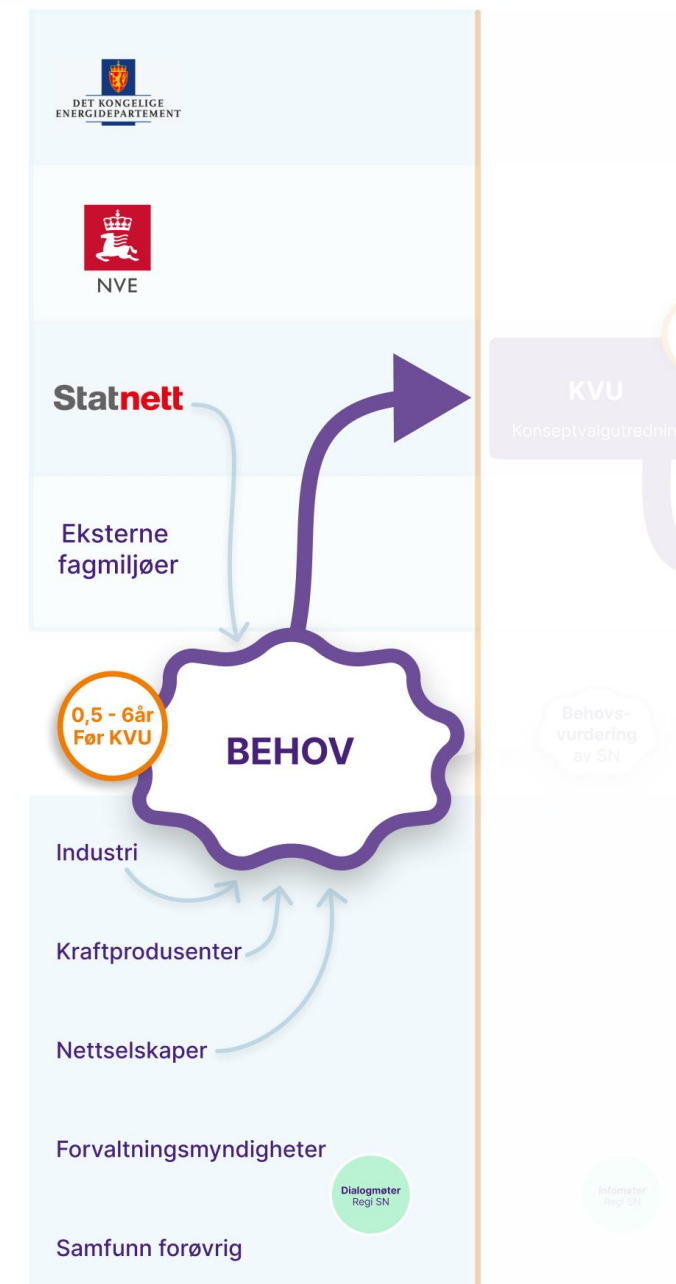 DET KONGELIGE
ENERGIDEPARTEMENT
NVE
Statnett
KVU
Konseptvalgutrednin
Eksterne
fagmiljøer
0,5 - 6år
Før KVU
BEHOV
Behovs-
vurdering
av SN
Industri
Kraftprodusenter
Nettselskaper
Forvaltningsmyndigheter
Dialogmøter
Regi SN
Infomøter
Regi SN
Samfunn forøvrig